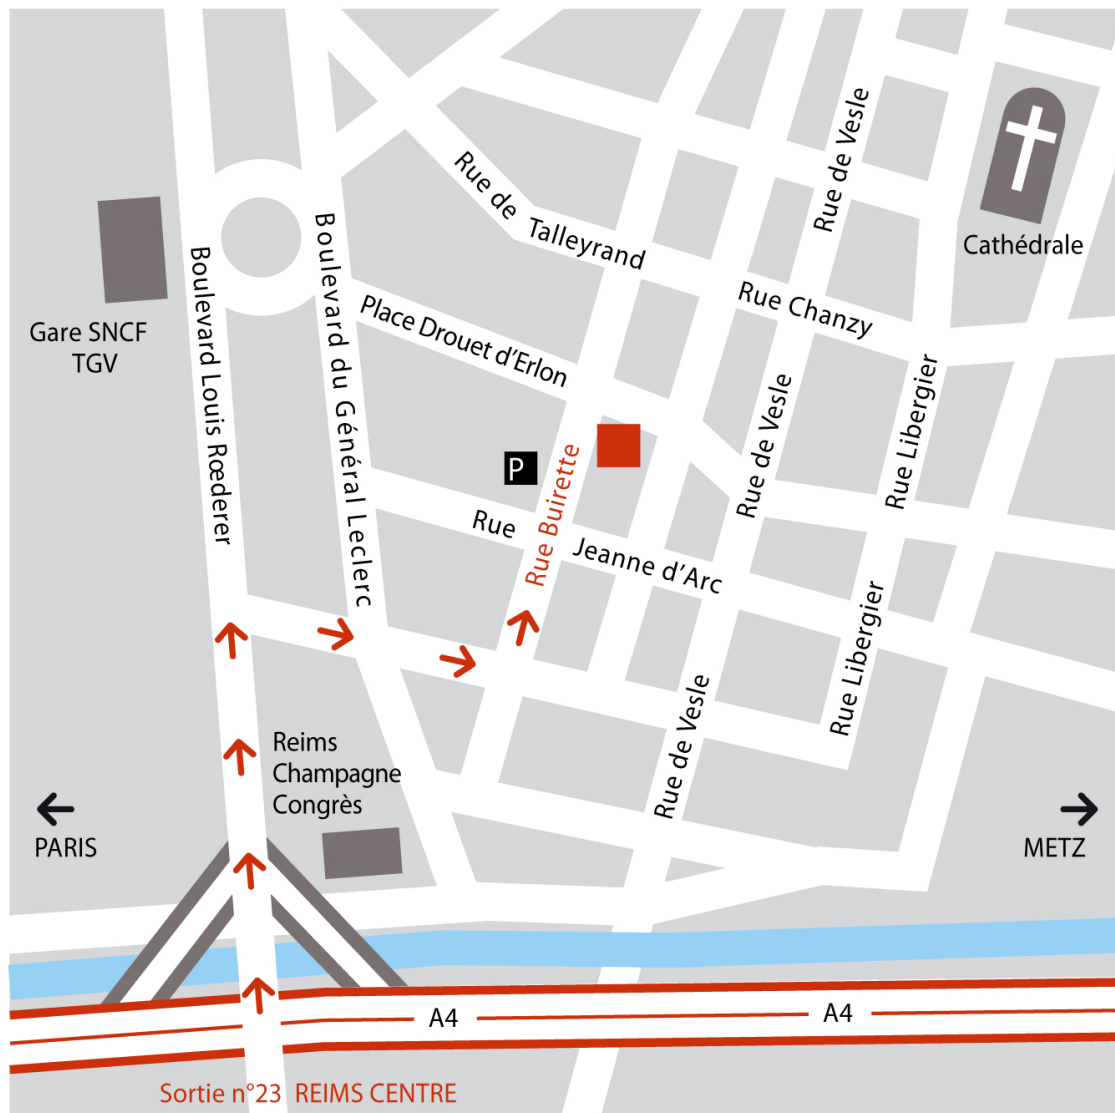 Rue de Vesle
Cathédrale
Rue de
Talleyrand
Rue Chanzy
Gare SNCF
TGV
Boulevard Louis Rœderer
Boulevard du Général Leclerc
Place Drouet d'Erlon
Rue de Vesle
Rue Libergier
P
Rue Buirette
Rue
Jeanne d'Arc
Rue Libergier
Rue de Vesle
Reims
Champagne
Congrès
PARIS
METZ
A4
A4
Sortie n°23 REIMS CENTRE